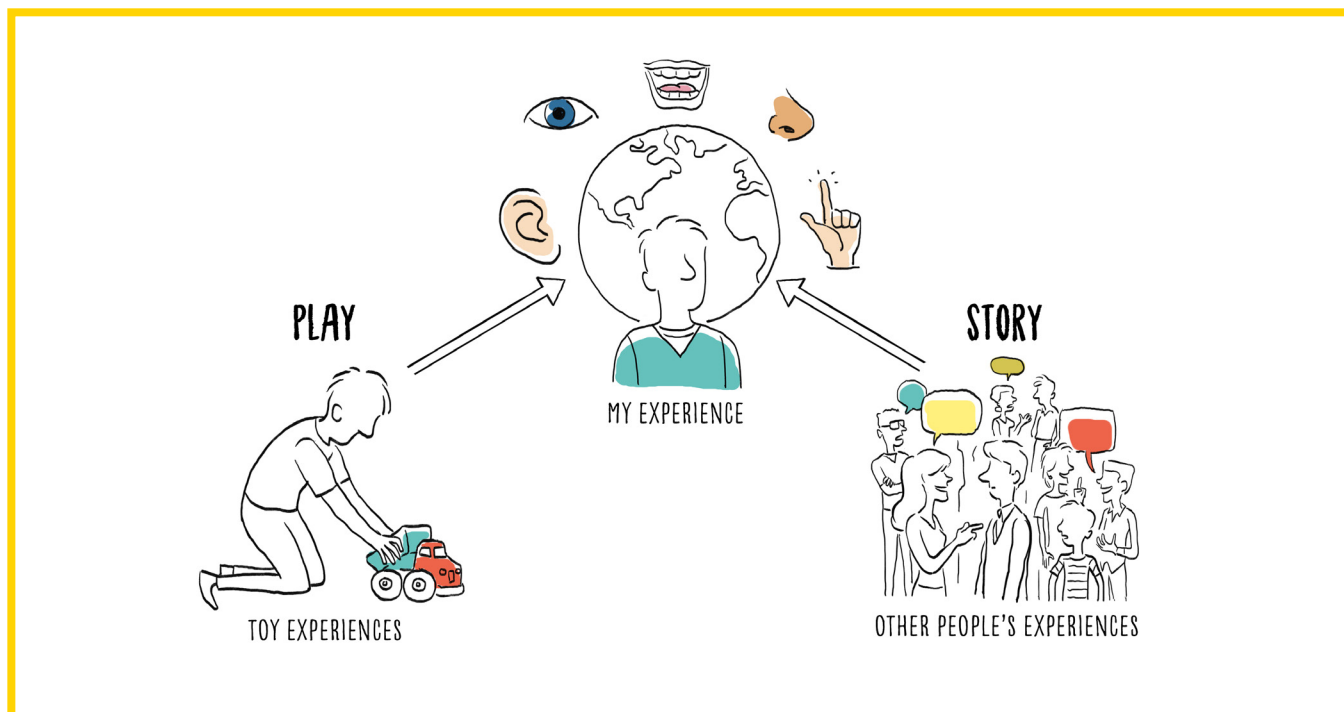 PLAY
STORY
MY EXPERIENCE
TOY EXPERIENCES
OTHER PEOPLE'S EXPERIENCES